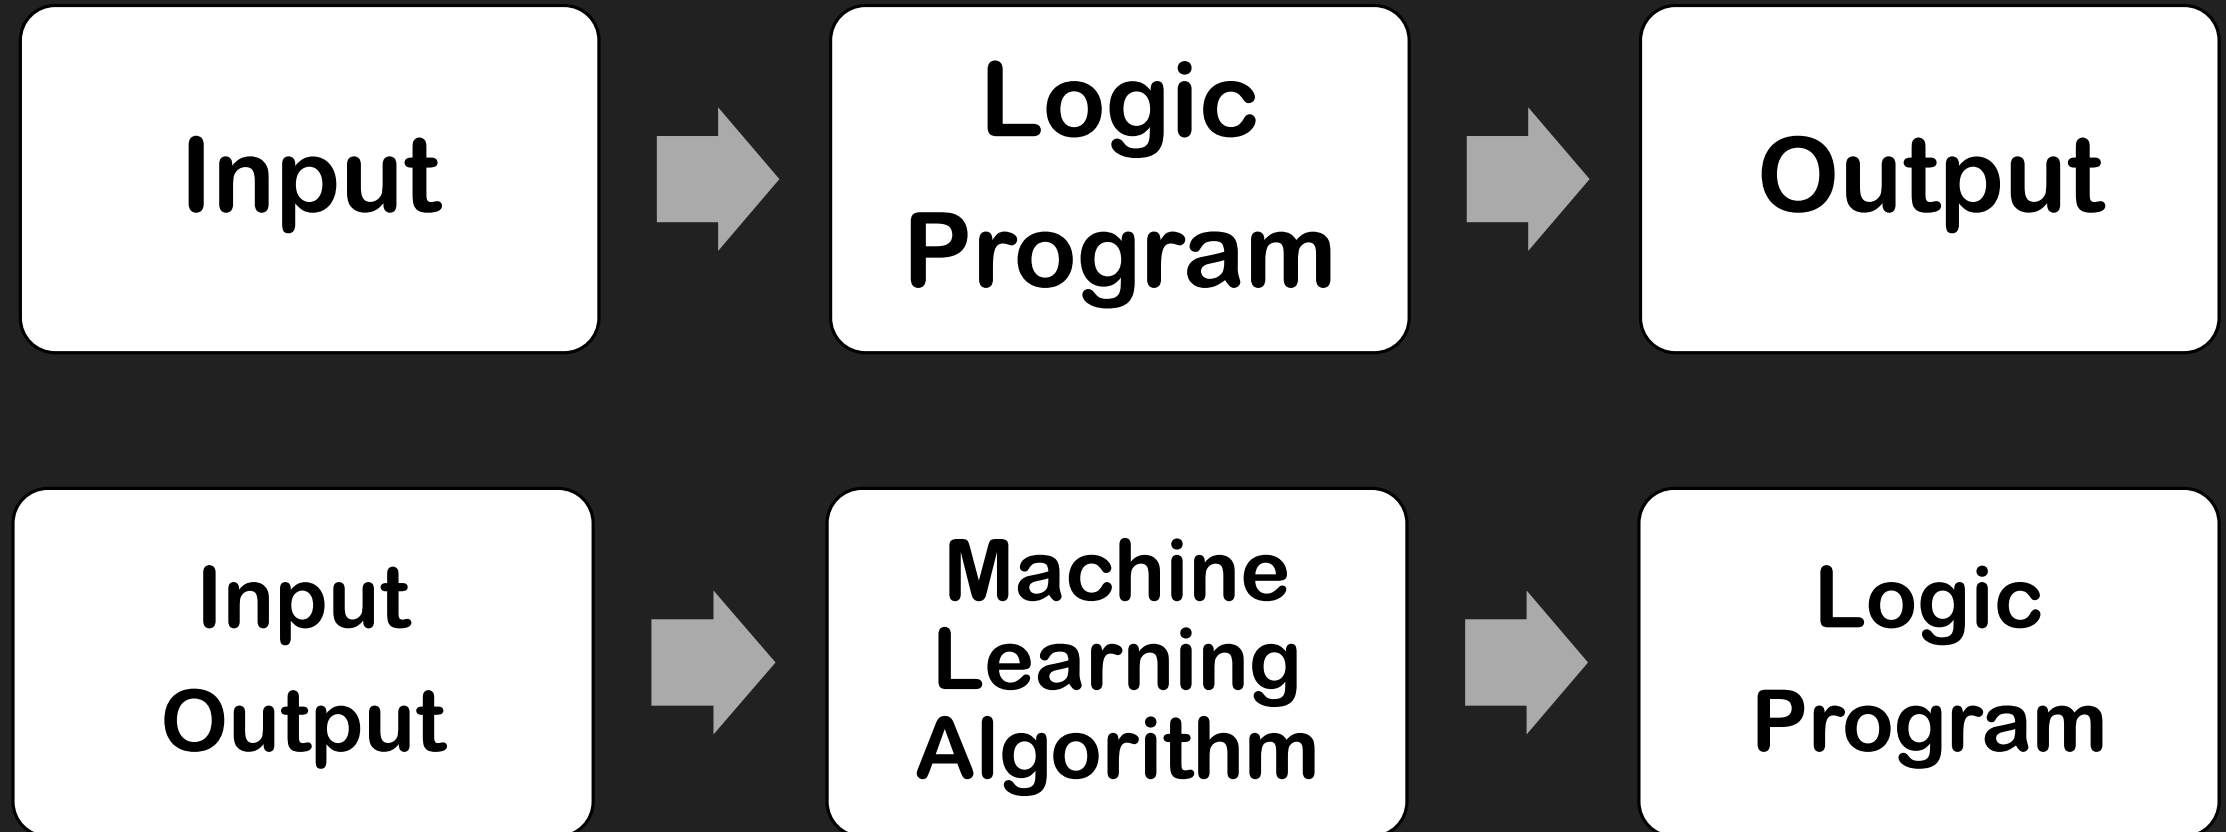 Input
Logic
Program
Output
Input
Output
Machine
Learning
Algorithm
Logic
Program